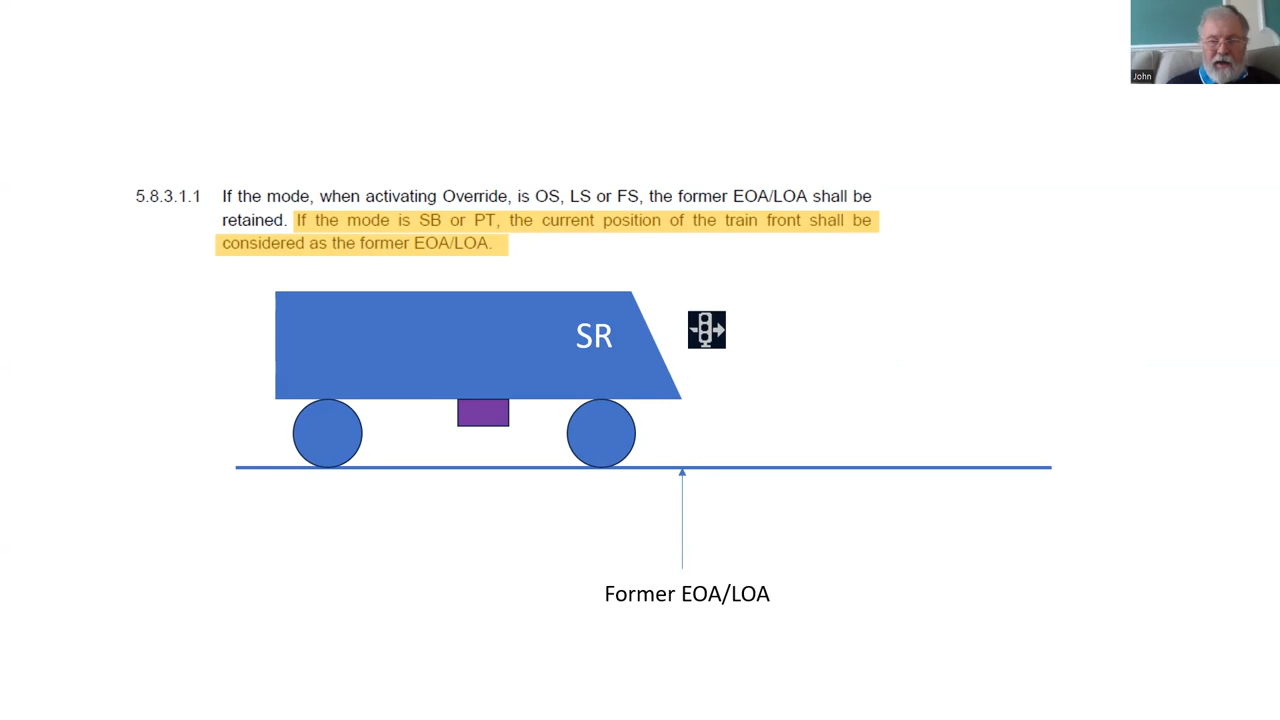 John
5.8.3.1.1 If the mode, when activating Override, is OS, LS or FS, the former EOA/LOA shall be
retained. If the mode is SB or PT, the current position of the train front shall be
considered as the former EOA/LOA.
SR
Former EOA/LOA